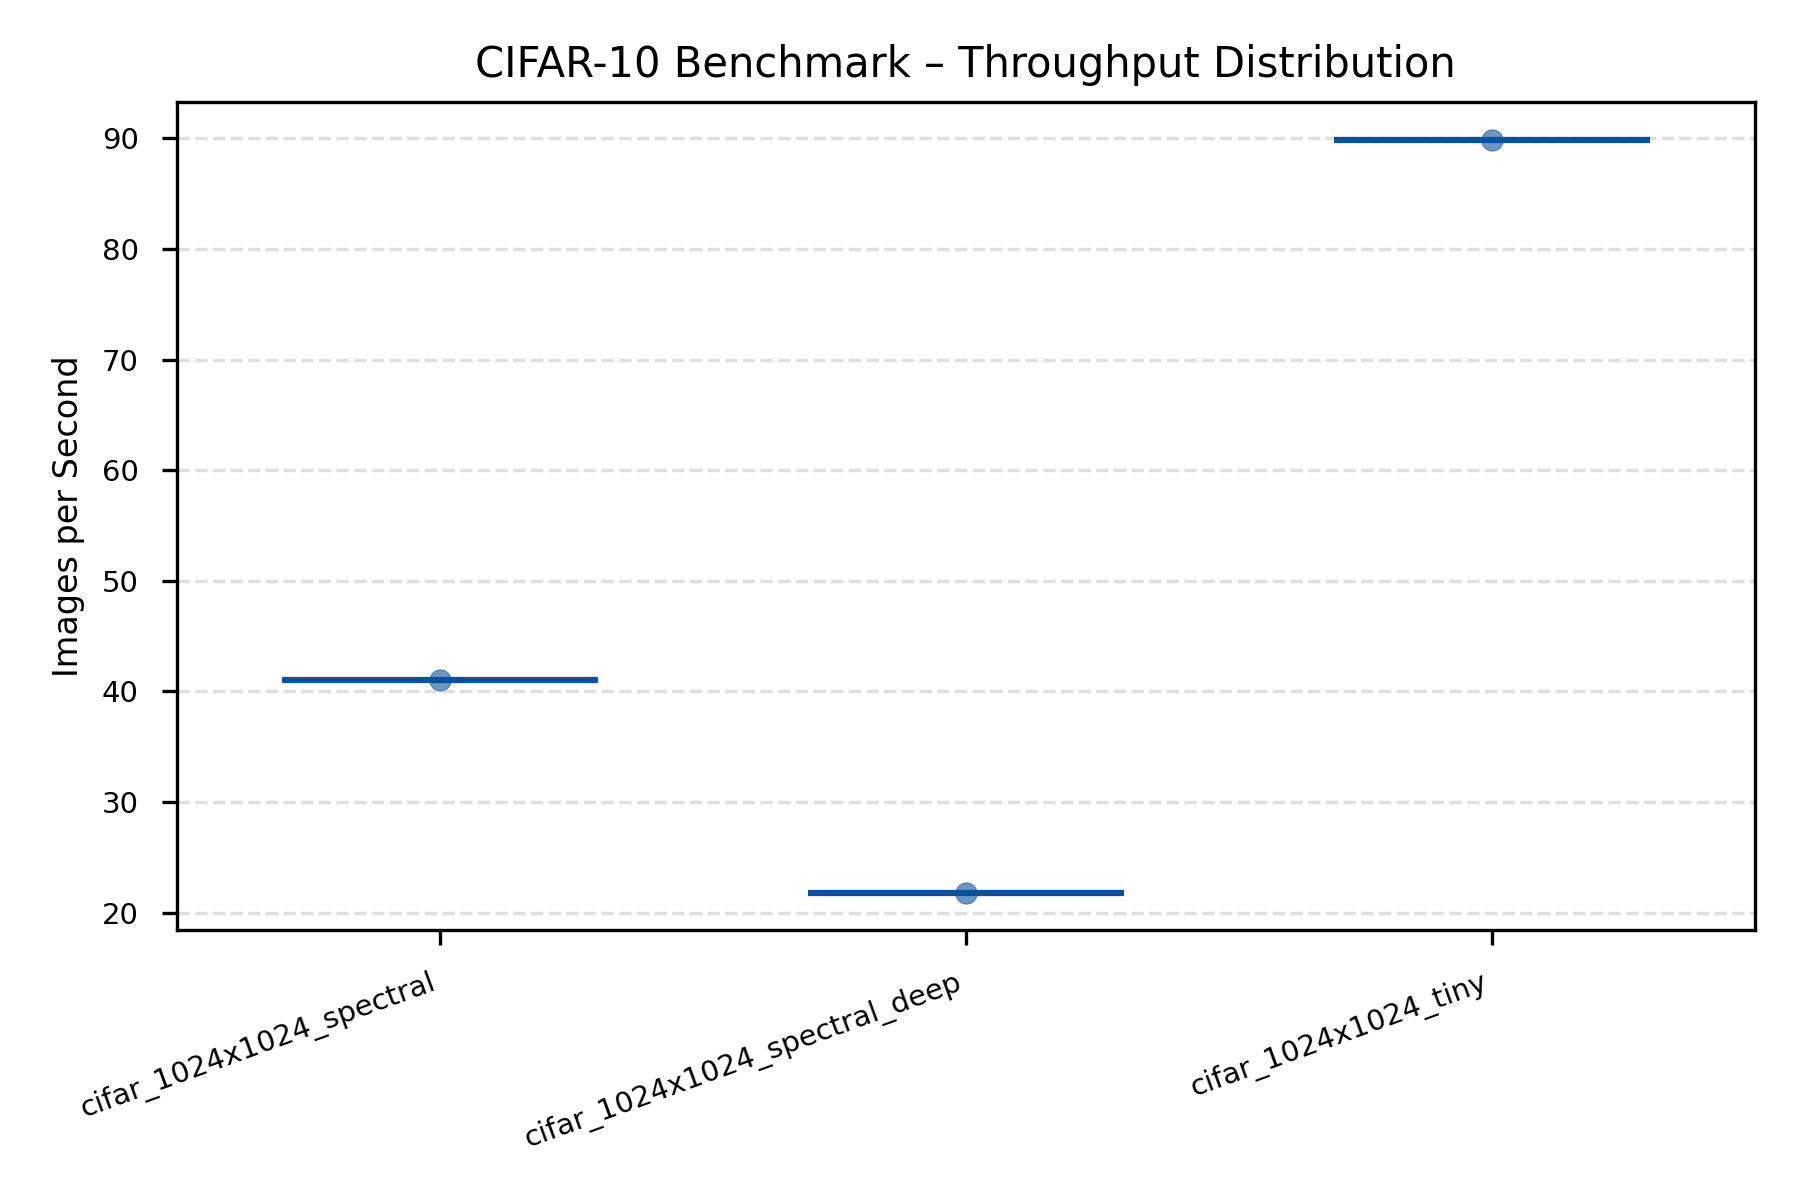 CIFAR-10 Benchmark – Throughput Distribution
Images per Second
90
80
70
60
50
40
30
20
cifar_1024x1024_spectral
cifar_1024x1024_spectral_deep
cifar_1024x1024_tiny